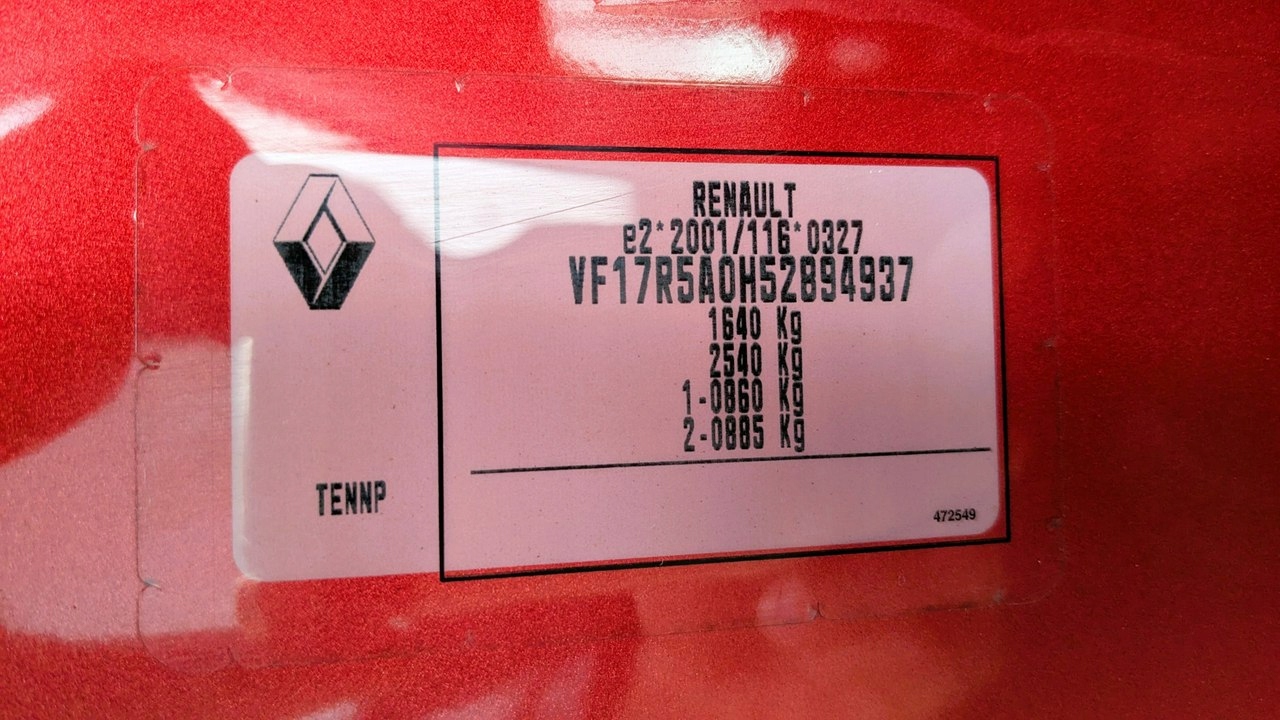 RENAULT
e2*2001/116*0327
VF17R5A0H52894937
1640 Kg
2540 Kg
1-0860 Kg
2-0885 Kg
TENNP
472549